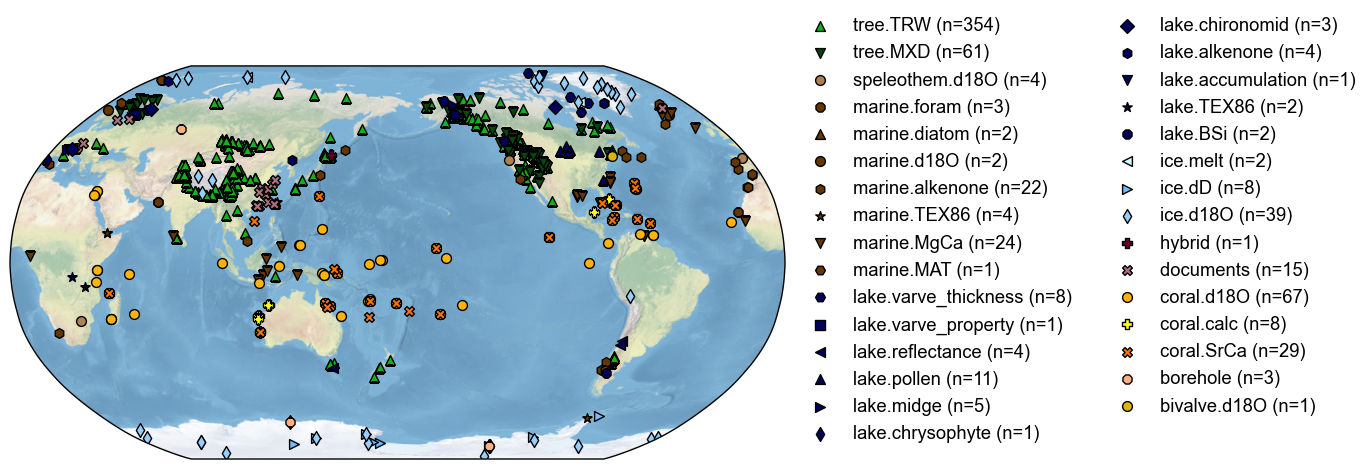 tree.TRW (n=354)
tree.MXD (n=61)
speleothem.d18O (n=4)
marine.foram (n=3)
marine.diatom (n=2)
marine.d18O (n=2)
marine.alkenone (n=22)
marine.TEX86 (n=4)
marine.MgCa (n=24)
marine.MAT (n=1)
lake.varve_thickness (n=8)
lake.varve_property (n=1)
lake.reflectance (n=4)
lake.pollen (n=11)
lake.midge (n=5)
lake.chrysophyte (n=1)
lake.chironomid (n=3)
lake.alkenone (n=4)
lake.accumulation (n=1)
lake.TEX86 (n=2)
lake.BSi (n=2)
ice.melt (n=2)
ice.dD (n=8)
ice.d18O (n=39)
hybrid (n=1)
documents (n=15)
coral.d18O (n=67)
coral.calc (n=8)
coral.SrCa (n=29)
borehole (n=3)
bivalve.d18O (n=1)